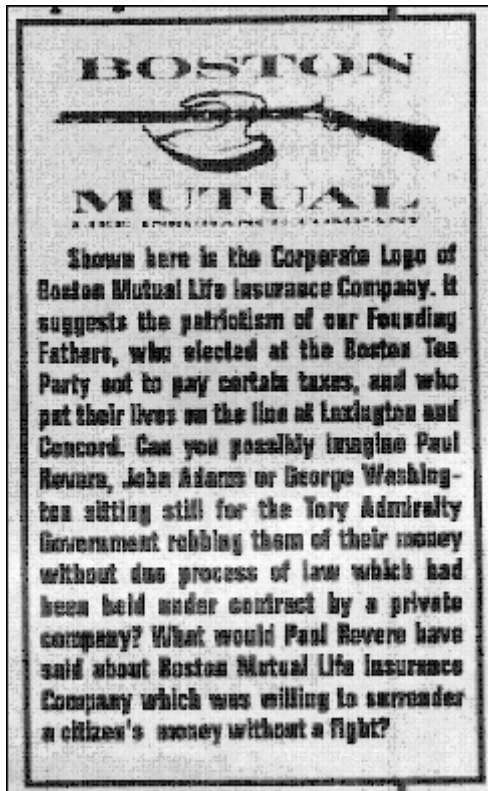 BOSTON
MUTUAL
LIFE INSURANCE COMPANY
Shown here is the Corporate Logo of
Boston Mutual Life Insurance Company. It
suggests the patriotism of our Founding
Fathers, who elected at the Boston Tea
Party not to pay certain taxes, and who
put their lives on the line at Lexington and
Concord. Can you possibly imagine Paul
Revere, John Adams or George Washing-
ton sitting still for the Tory Admiralty
Government robbing them of their money
without due process of law which had
been held under contract by a private
company? What would Paul Revere have
said about Boston Mutual Life Insurance
Company which was willing to surrender
a citizen's money without a fight?